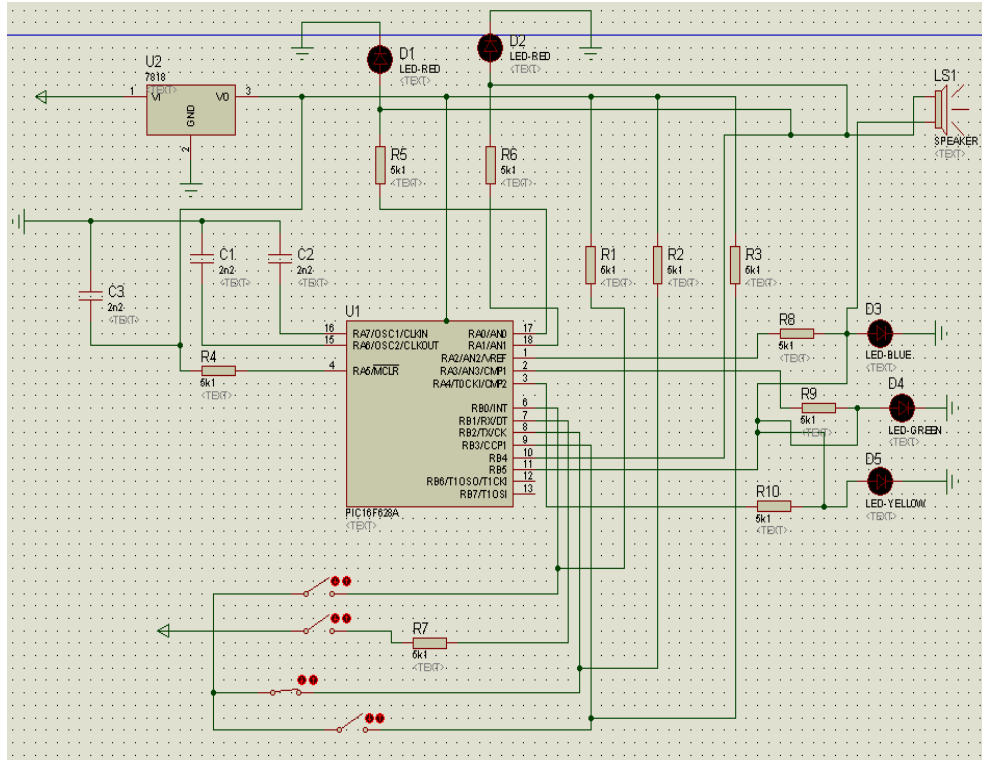 U2
7818
<TEXT>
1
VI
VO
3
GND
2
D1
LED-RED
<TEXT>
D2
LED-RED
<TEXT>
LS1
SPEAKER
<TEXT>
R5
5k1
<TEXT>
R6
5k1
<TEXT>
C1
2n2
<TEXT>
C2
2n2
<TEXT>
C3
2n2
<TEXT>
R1
5k1
<TEXT>
R2
5k1
<TEXT>
R3
5k1
<TEXT>
R4
5k1
<TEXT>
U1
16 RA7/OSC1/CLKIN
15 RA6/OSC2/CLKOUT
4 RA5/MCLR
RA0/AN0 17
RA1/AN1 18
RA2/AN2/VREF 1
RA3/AN3/CMP1 2
RA4/T0CKI/CMP2 3
RB0/INT 6
RB1/RX/DT 7
RB2/TX/CK 8
RB3/CCP1 9
RB4 10
RB5 11
RB6/T1OSO/T1CKI 12
RB7/T1OSI 13
PIC16F628A
<TEXT>
R8
5k1
<TEXT>
D3
LED-BLUE
<TEXT>
R9
5k1
<TEXT>
D4
LED-GREEN
<TEXT>
R10
5k1
<TEXT>
D5
LED-YELLOW
<TEXT>
R7
5k1
<TEXT>